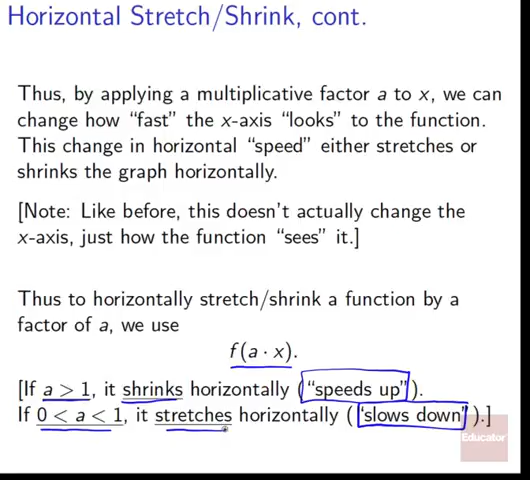 Horizontal Stretch/Shrink, cont.
Thus, by applying a multiplicative factor a to x, we can
change how “fast” the x-axis “looks” to the function.
This change in horizontal “speed” either stretches or
shrinks the graph horizontally.
[Note: Like before, this doesn’t actually change the
x-axis, just how the function “sees” it.]
Thus to horizontally stretch/shrink a function by a
factor of a, we use
f(a · x).
[If a > 1, it shrinks horizontally (“speeds up”).
If 0 < a < 1, it stretches horizontally (“slows down”).]
Educator